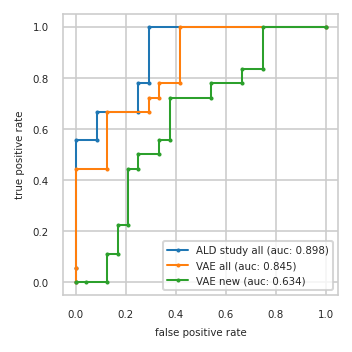 1.0
0.8
0.6
0.4
0.2
0.0
true positive rate
ALD study all (auc: 0.898)
VAE all (auc: 0.845)
VAE new (auc: 0.634)
0.0 0.2 0.4 0.6 0.8 1.0
false positive rate